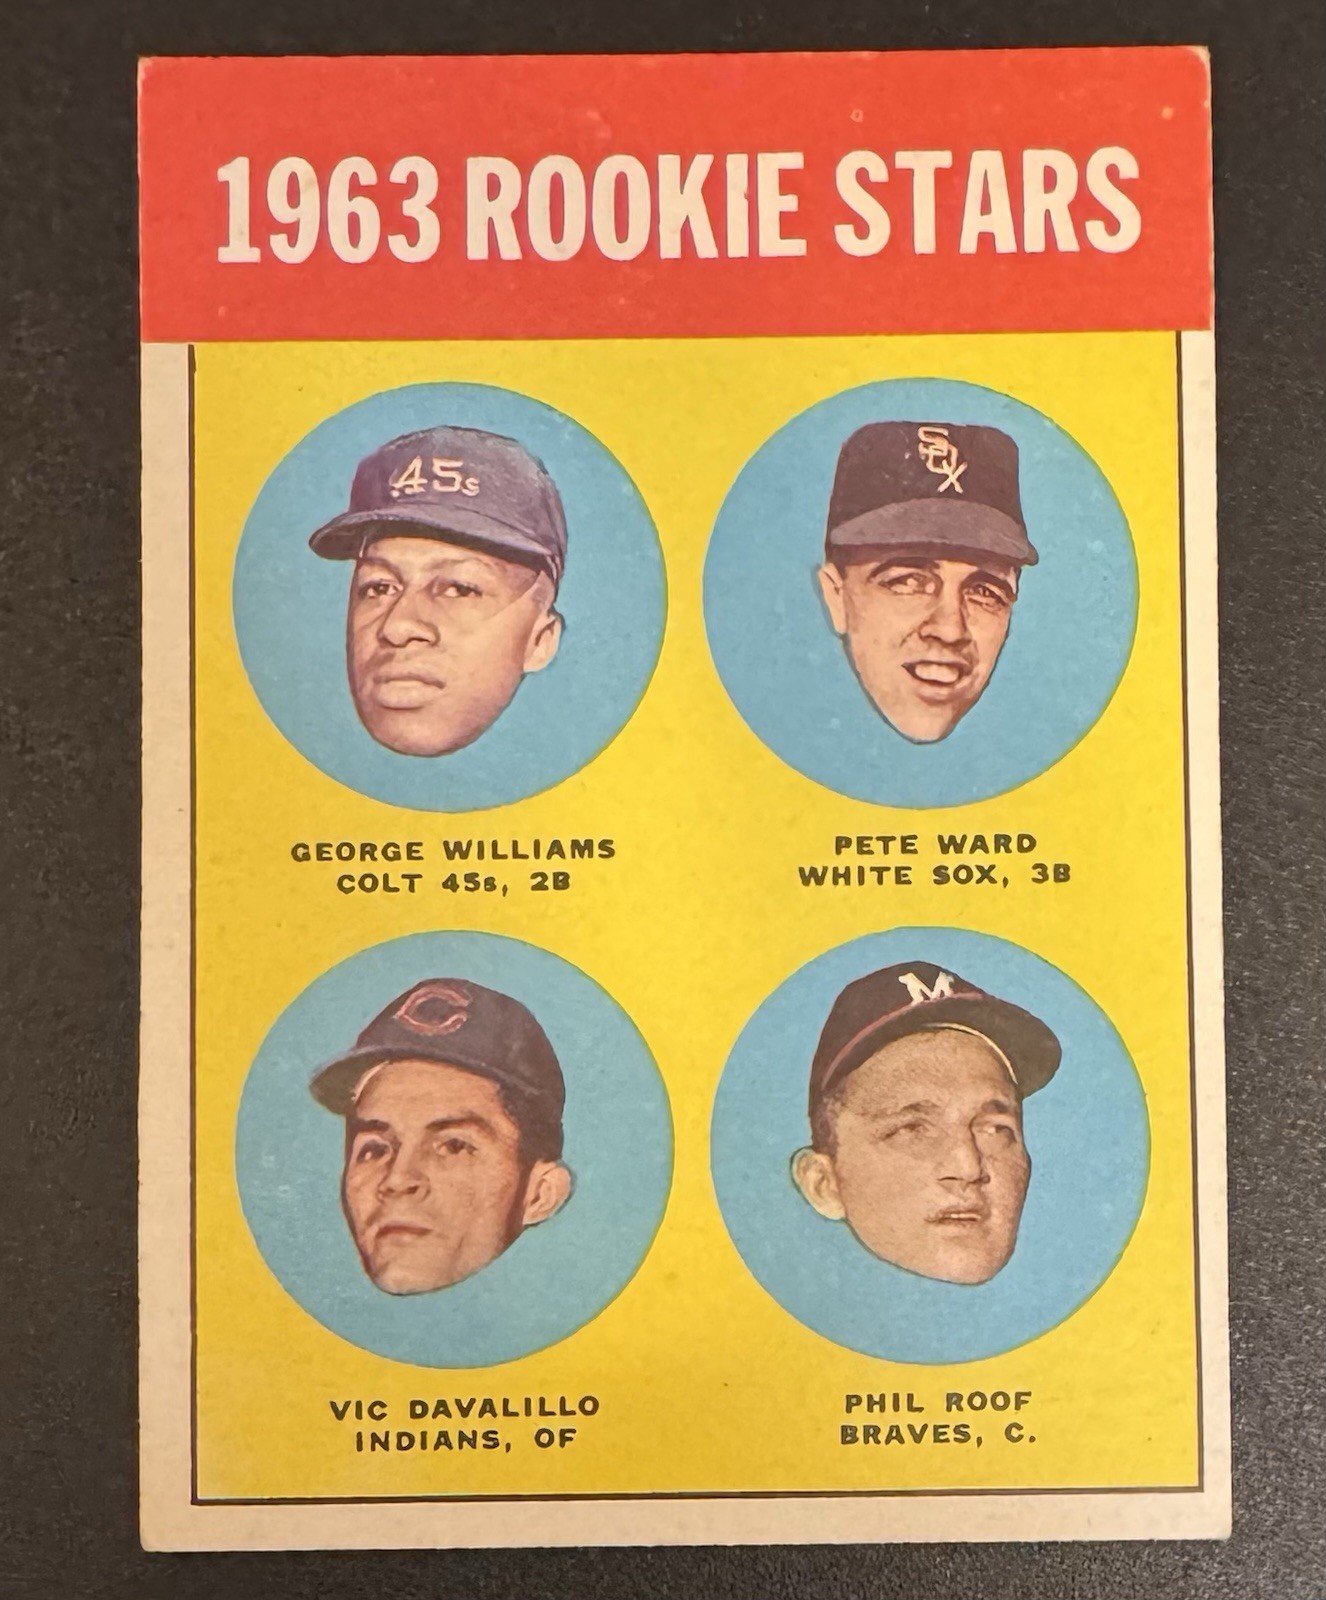 1963 ROOKIE STARS
45s
SOX
GEORGE WILLIAMS
COLT 45s, 2B
PETE WARD
WHITE SOX, 3B
C
M
VIC DAVALILLO
INDIANS, OF
PHIL ROOF
BRAVES, C.